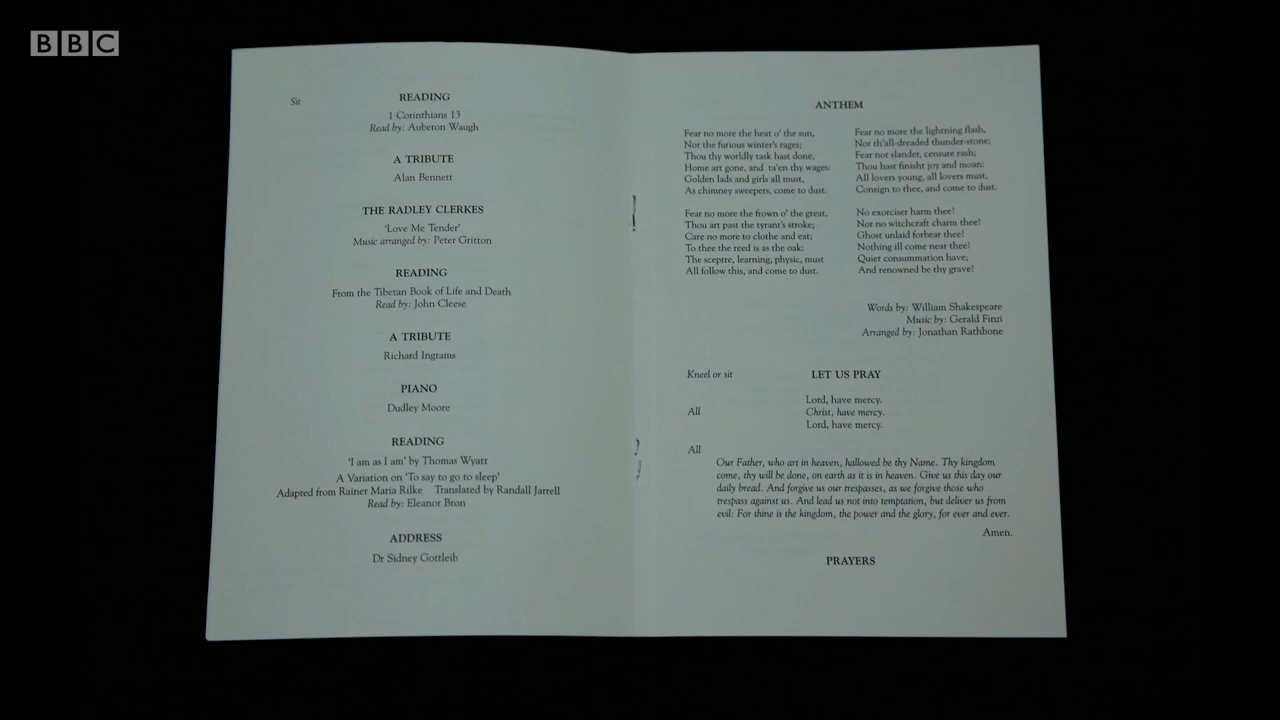 BBC
Sit
READING
1 Corinthians 13
Read by: Auberon Waugh
A TRIBUTE
Alan Bennett
THE RADLEY CLERKES
‘Love Me Tender’
Music arranged by: Peter Gritton
READING
From the Tibetan Book of Life and Death
Read by: John Cleese
A TRIBUTE
Richard Ingrams
PIANO
Dudley Moore
READING
‘I am as I am’ by Thomas Wyatt
A Variation on ‘To say to go to sleep’
Adapted from Rainer Maria Rilke Translated by Randall Jarrell
Read by: Eleanor Bron
ADDRESS
Dr Sidney Gottleib
ANTHEM
Fear no more the heat o’ the sun,
Nor the furious winter’s rages;
Thou thy worldly task hast done,
Home art gone, and ta’en thy wages:
Golden lads and girls all must,
As chimney sweepers, come to dust.
Fear no more the frown o’ the great,
Thou art past the tyrant’s stroke;
Care no more to clothe and eat;
To thee the reed is as the oak:
The sceptre, learning, physic, must
All follow this, and come to dust.
Fear no more the lightning flash,
Nor th’all-dreaded thunder-stone;
Fear not slander, censure rash;
Thou hast finisht joy and moan:
All lovers young, all lovers must,
Consign to thee, and come to dust.
No exorciser harm thee!
Nor no witchcraft charm thee!
Ghost unlaid forbear thee!
Nothing ill come near thee!
Quiet consummation have;
And renowned be thy grave!
Words by: William Shakespeare
Music by: Gerald Finzi
Arranged by: Jonathan Rathbone
Kneel or sit
LET US PRAY
Lord, have mercy.
All
Christ, have mercy.
Lord, have mercy.
All
Our Father, who art in heaven, hallowed be thy Name. Thy kingdom
come, thy will be done, on earth as it is in heaven. Give us this day our
daily bread. And forgive us our trespasses, as we forgive those who
trespass against us. And lead us not into temptation, but deliver us from
evil: For thine is the kingdom, the power and the glory, for ever and ever.
Amen.
PRAYERS